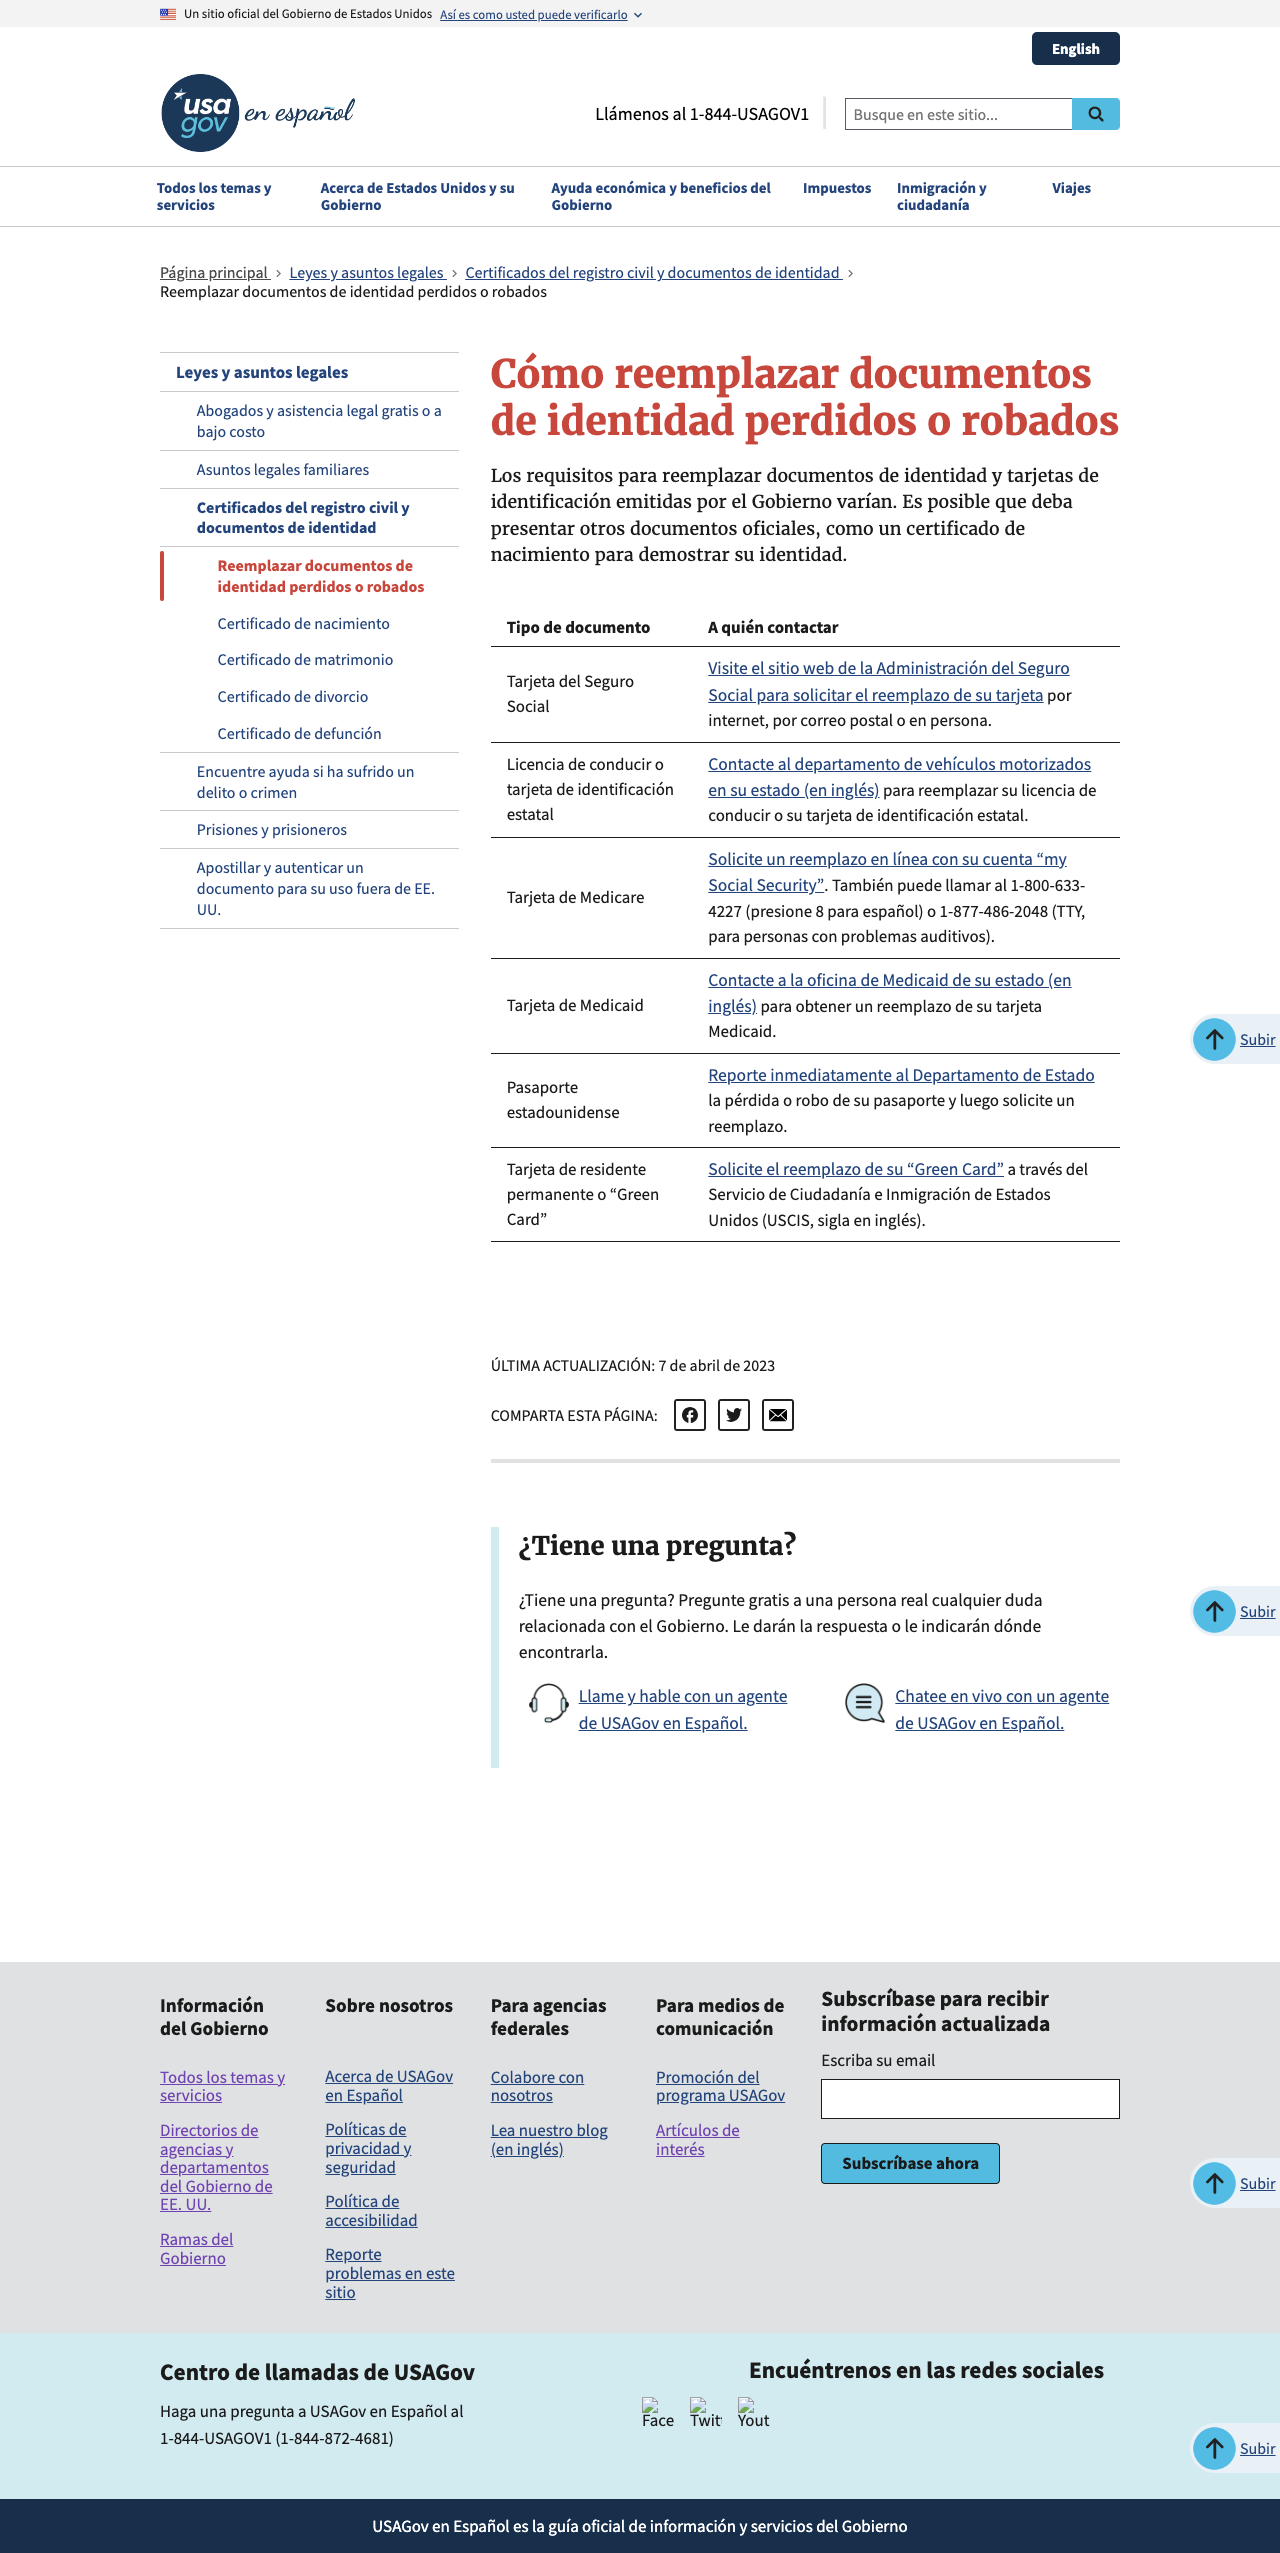 Un sitio oficial del Gobierno de Estados Unidos Así es como usted puede verificarlo
English
usa gov en español
Llámenos al 1-844-USAGOV1
Busque en este sitio...
Todos los temas y servicios
Acerca de Estados Unidos y su Gobierno
Ayuda económica y beneficios del Gobierno
Impuestos
Inmigración y ciudadanía
Viajes
Página principal
Leyes y asuntos legales
Certificados del registro civil y documentos de identidad
Reemplazar documentos de identidad perdidos o robados
Leyes y asuntos legales
Abogados y asistencia legal gratis o a
bajo costo
Asuntos legales familiares
Certificados del registro civil y
documentos de identidad
Reemplazar documentos de
identidad perdidos o robados
Certificado de nacimiento
Certificado de matrimonio
Certificado de divorcio
Certificado de defunción
Encuentre ayuda si ha sufrido un
delito o crimen
Prisiones y prisioneros
Apostillar y autenticar un
documento para su uso fuera de EE.
UU.
Cómo reemplazar documentos
de identidad perdidos o robados
Los requisitos para reemplazar documentos de identidad y tarjetas de
identificación emitidas por el Gobierno varían. Es posible que deba
presentar otros documentos oficiales, como un certificado de
nacimiento para demostrar su identidad.
Tipo de documento
A quién contactar
Tarjeta del Seguro
Social
Visite el sitio web de la Administración del Seguro
Social para solicitar el reemplazo de su tarjeta por
internet, por correo postal o en persona.
Licencia de conducir o
tarjeta de identificación
estatal
Contacte al departamento de vehículos motorizados
en su estado (en inglés) para reemplazar su licencia de
conducir o su tarjeta de identificación estatal.
Tarjeta de Medicare
Solicite un reemplazo en línea con su cuenta “my
Social Security”. También puede llamar al 1-800-633-
4227 (presione 8 para español) o 1-877-486-2048 (TTY,
para personas con problemas auditivos).
Tarjeta de Medicaid
Contacte a la oficina de Medicaid de su estado (en
inglés) para obtener un reemplazo de su tarjeta
Medicaid.
Pasaporte
estadounidense
Reporte inmediatamente al Departamento de Estado
la pérdida o robo de su pasaporte y luego solicite un
reemplazo.
Tarjeta de residente
permanente o “Green
Card”
Solicite el reemplazo de su “Green Card” a través del
Servicio de Ciudadanía e Inmigración de Estados
Unidos (USCIS, sigla en inglés).
Subir
ÚLTIMA ACTUALIZACIÓN: 7 de abril de 2023
COMPARTA ESTA PÁGINA:
¿Tiene una pregunta?
¿Tiene una pregunta? Pregunte gratis a una persona real cualquier duda
relacionada con el Gobierno. Le darán la respuesta o le indicarán dónde
encontrarla.
Llame y hable con un agente
de USAGov en Español.
Chatee en vivo con un agente
de USAGov en Español.
Subir
Información
del Gobierno
Todos los temas y
servicios
Directorios de
agencias y
departamentos
del Gobierno de
EE. UU.
Ramas del
Gobierno
Sobre nosotros
Acerca de USAGov
en Español
Políticas de
privacidad y
seguridad
Política de
accesibilidad
Reporte
problemas en este
sitio
Para agencias
federales
Colabore con
nosotros
Lea nuestro blog
(en inglés)
Para medios de
comunicación
Promoción del
programa USAGov
Artículos de
interés
Subscríbase para recibir
información actualizada
Escriba su email
Subscríbase ahora
Subir
Centro de llamadas de USAGov
Haga una pregunta a USAGov en Español al
1-844-USAGOV1 (1-844-872-4681)
Encuéntrenos en las redes sociales
Face Twit Yout
Subir
USAGov en Español es la guía oficial de información y servicios del Gobierno